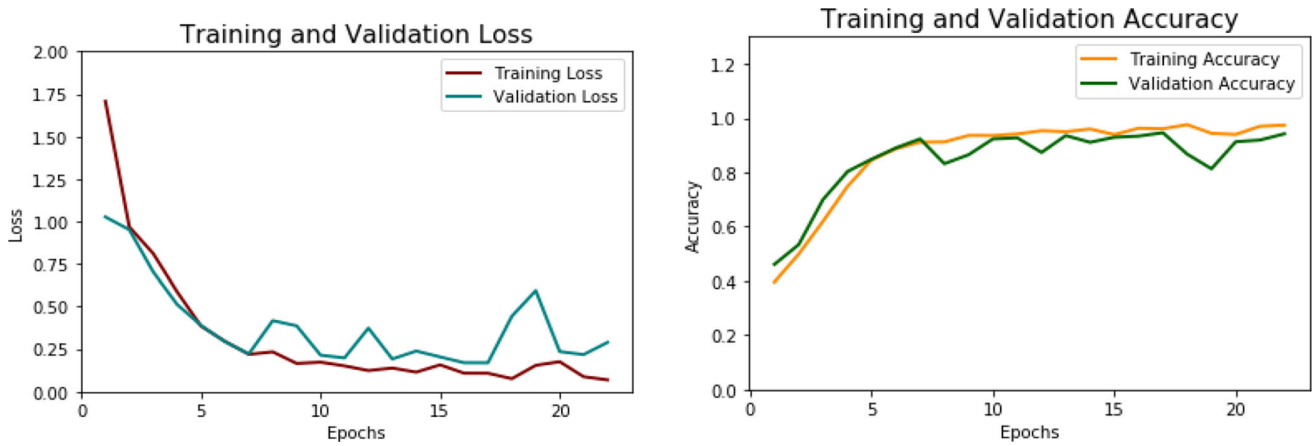 Training and Validation Loss
2.00
1.75
1.50
1.25
1.00
0.75
0.50
0.25
0.00
Loss
Training Loss
Validation Loss
0 5 10 15 20
Epochs
Training and Validation Accuracy
1.2
1.0
0.8
0.6
0.4
0.2
0.0
Accuracy
Training Accuracy
Validation Accuracy
0 5 10 15 20
Epochs